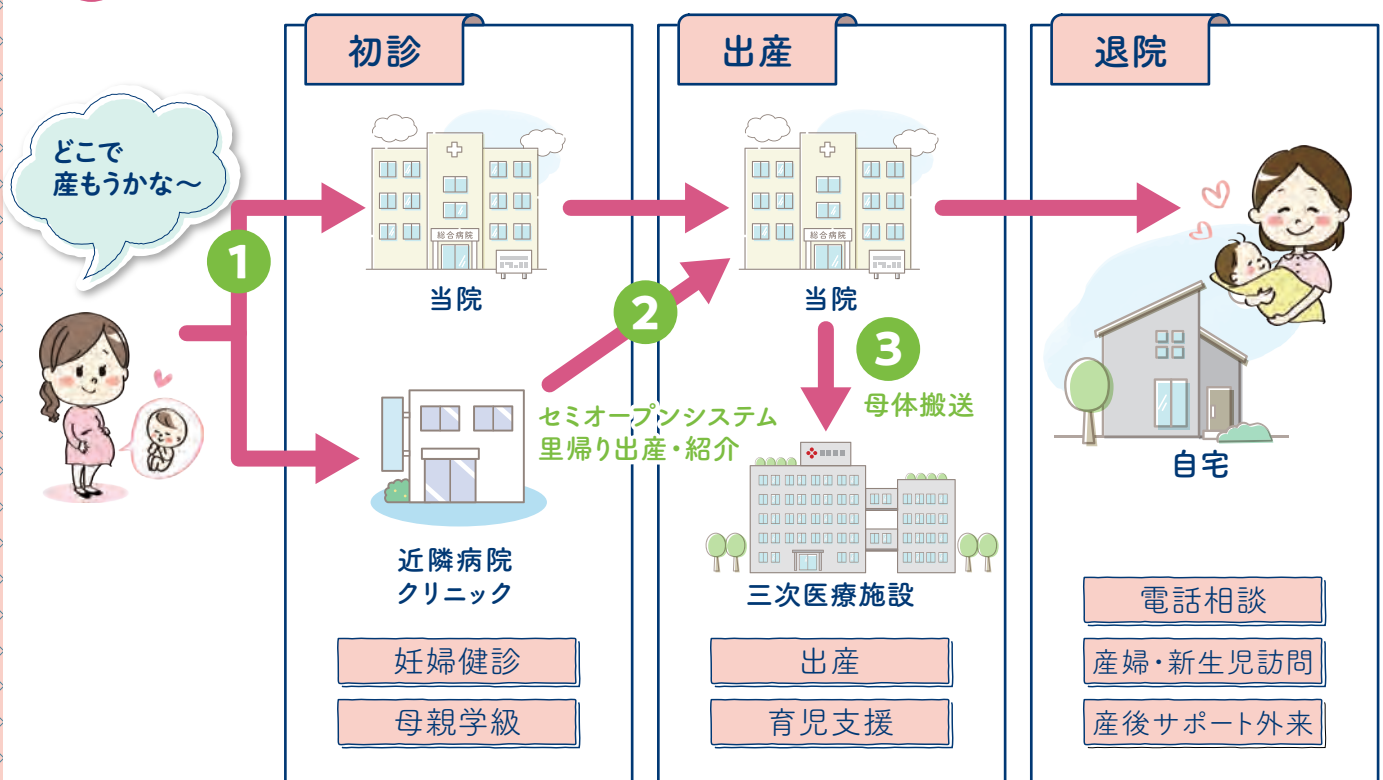 初診
出産
退院
どこで
産もうかな～
1
総合病院
総合病院
当院
当院
2
3
母体搬送
セミオープンシステム
里帰り出産・紹介
自宅
近隣病院
クリニック
三次医療施設
妊婦健診
母親学級
出産
育児支援
電話相談
産婦・新生児訪問
産後サポート外来